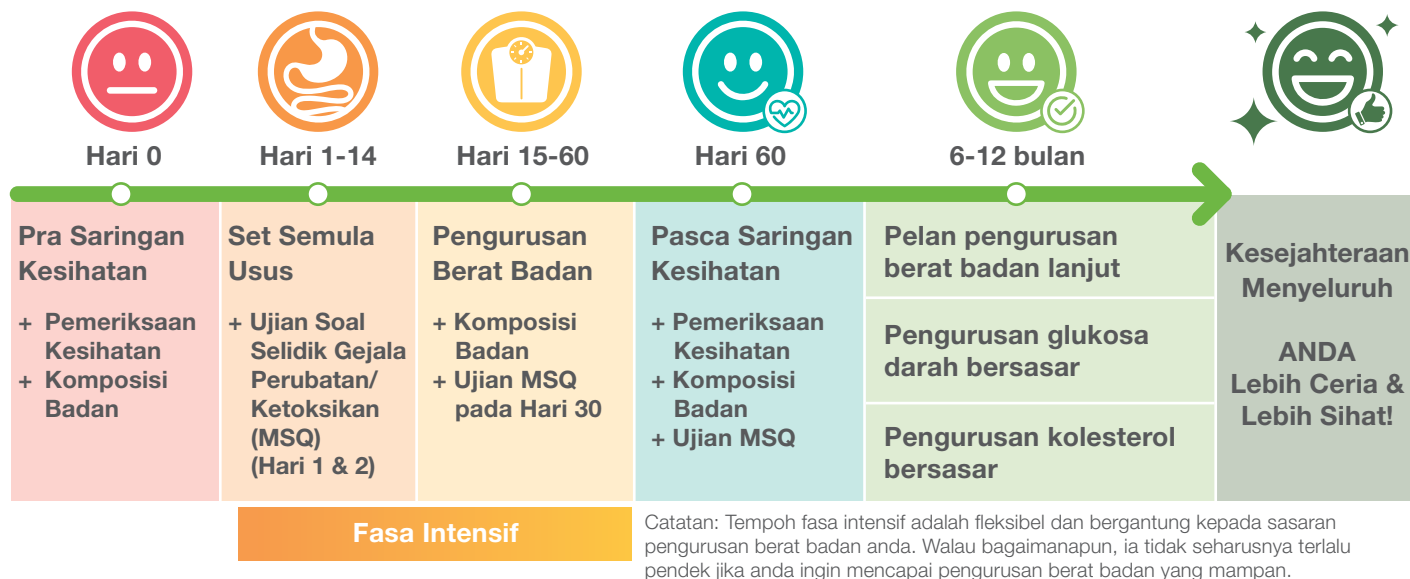 Hari 0
Hari 1-14
Hari 15-60
Hari 60
6-12 bulan
Pra Saringan
Kesihatan
+ Pemeriksaan
Kesihatan
+ Komposisi
Badan
Set Semula
Usus
+ Ujian Soal
Selidik Gejala
Perubatan/
Ketoksikan
(MSQ)
(Hari 1 & 2)
Pengurusan
Berat Badan
+ Komposisi
Badan
+ Ujian MSQ
pada Hari 30
Pasca Saringan
Kesihatan
+ Pemeriksaan
Kesihatan
+ Komposisi
Badan
+ Ujian MSQ
Pelan pengurusan
berat badan lanjut
Pengurusan glukosa
darah bersasar
Pengurusan kolesterol
bersasar
Kesejahteraan
Menyeluruh
ANDA
Lebih Ceria &
Lebih Sihat!
Fasa Intensif
Catatan: Tempoh fasa intensif adalah fleksibel dan bergantung kepada sasaran
pengurusan berat badan anda. Walau bagaimanapun, ia tidak seharusnya terlalu
pendek jika anda ingin mencapai pengurusan berat badan yang mampan.